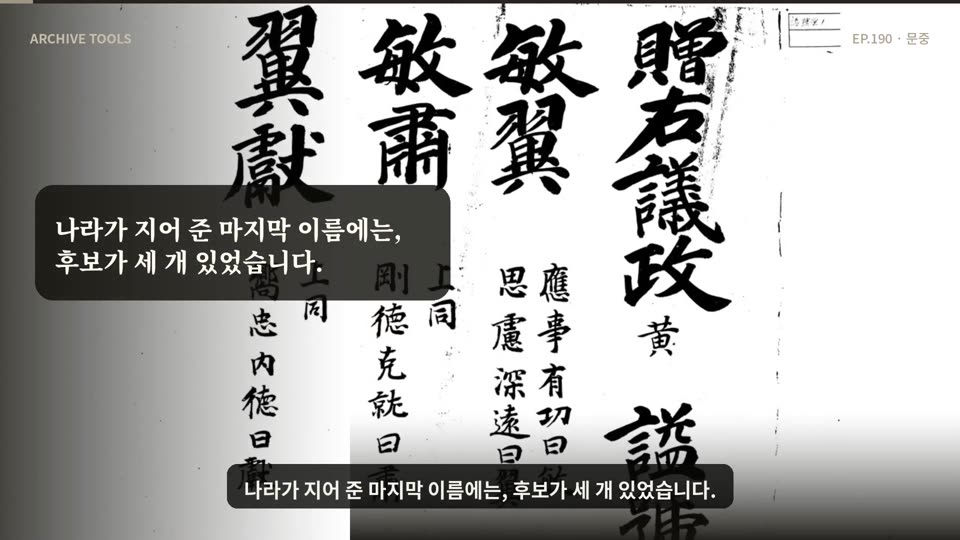 ARCHIVE TOOLS
EP.190 · 문중
贈右議政
黃
謚號
敏翼
應事有功曰敏
思慮深遠曰翼
敏肅
上同
剛德克就曰肅
翼獻
上同
嚮忠內德曰獻
나라가 지어 준 마지막 이름에는,
후보가 세 개 있었습니다.
나라가 지어 준 마지막 이름에는, 후보가 세 개 있었습니다.